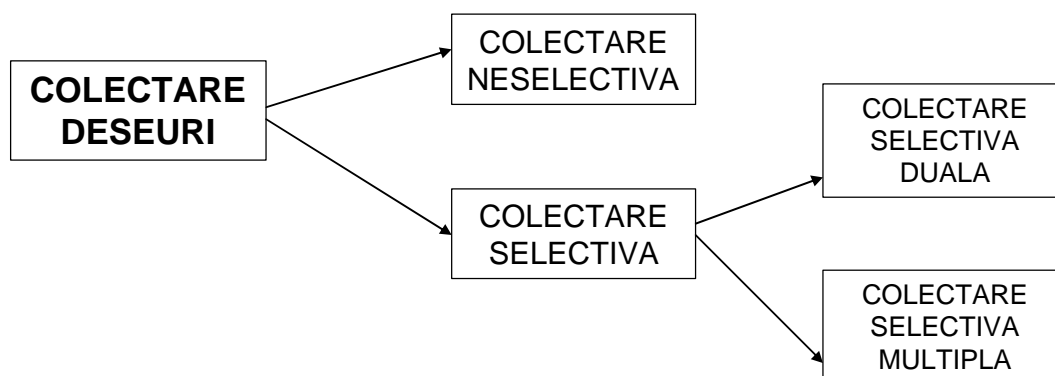 COLECTARE
DESEURI
COLECTARE
NESELECTIVA
COLECTARE
SELECTIVA
COLECTARE
SELECTIVA
DUALA
COLECTARE
SELECTIVA
MULTIPLA